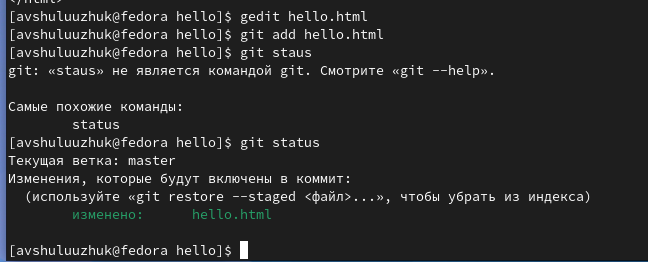 </html>
[avshuluuzhuk@fedora hello]$ gedit hello.html
[avshuluuzhuk@fedora hello]$ git add hello.html
[avshuluuzhuk@fedora hello]$ git staus
git: «staus» не является командой git. Смотрите «git --help».
Самые похожие команды:
status
[avshuluuzhuk@fedora hello]$ git status
Текущая ветка: master
Изменения, которые будут включены в коммит:
(используйте «git restore --staged <файл>...», чтобы убрать из индекса)
изменено: hello.html
[avshuluuzhuk@fedora hello]$